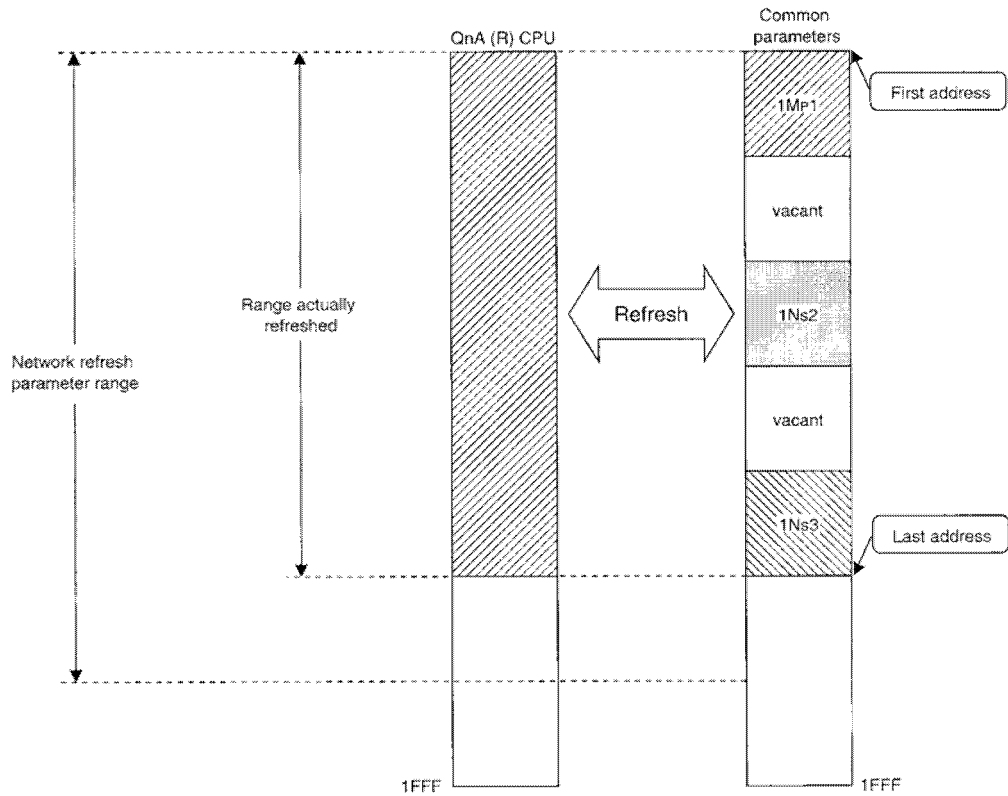 QnA (R) CPU
Common
parameters
First address
1MP1
vacant
Range actually
refreshed
Refresh
1Ns2
Network refresh
parameter range
vacant
1Ns3
Last address
1FFF
1FFF